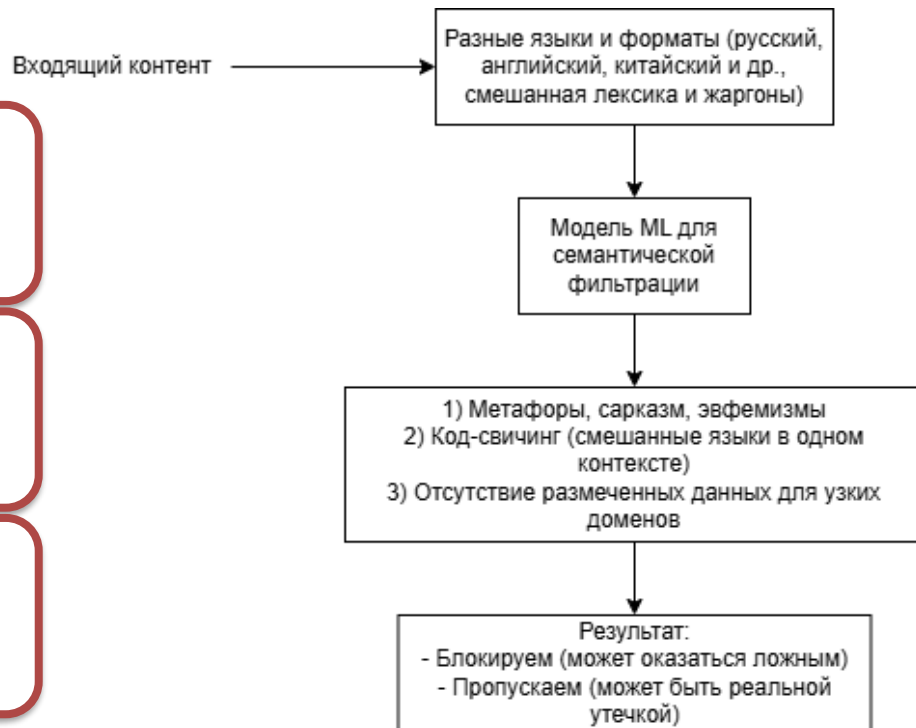 Входящий контент
Разные языки и форматы (русский,
английский, китайский и др.,
смешанная лексика и жаргоны)
Модель ML для
семантической
фильтрации
1) Метафоры, сарказм, эвфемизмы
2) Код-свичинг (смешанные языки в одном
контексте)
3) Отсутствие размеченных данных для узких
доменов
Результат:
- Блокируем (может оказаться ложным)
- Пропускаем (может быть реальной
утечкой)